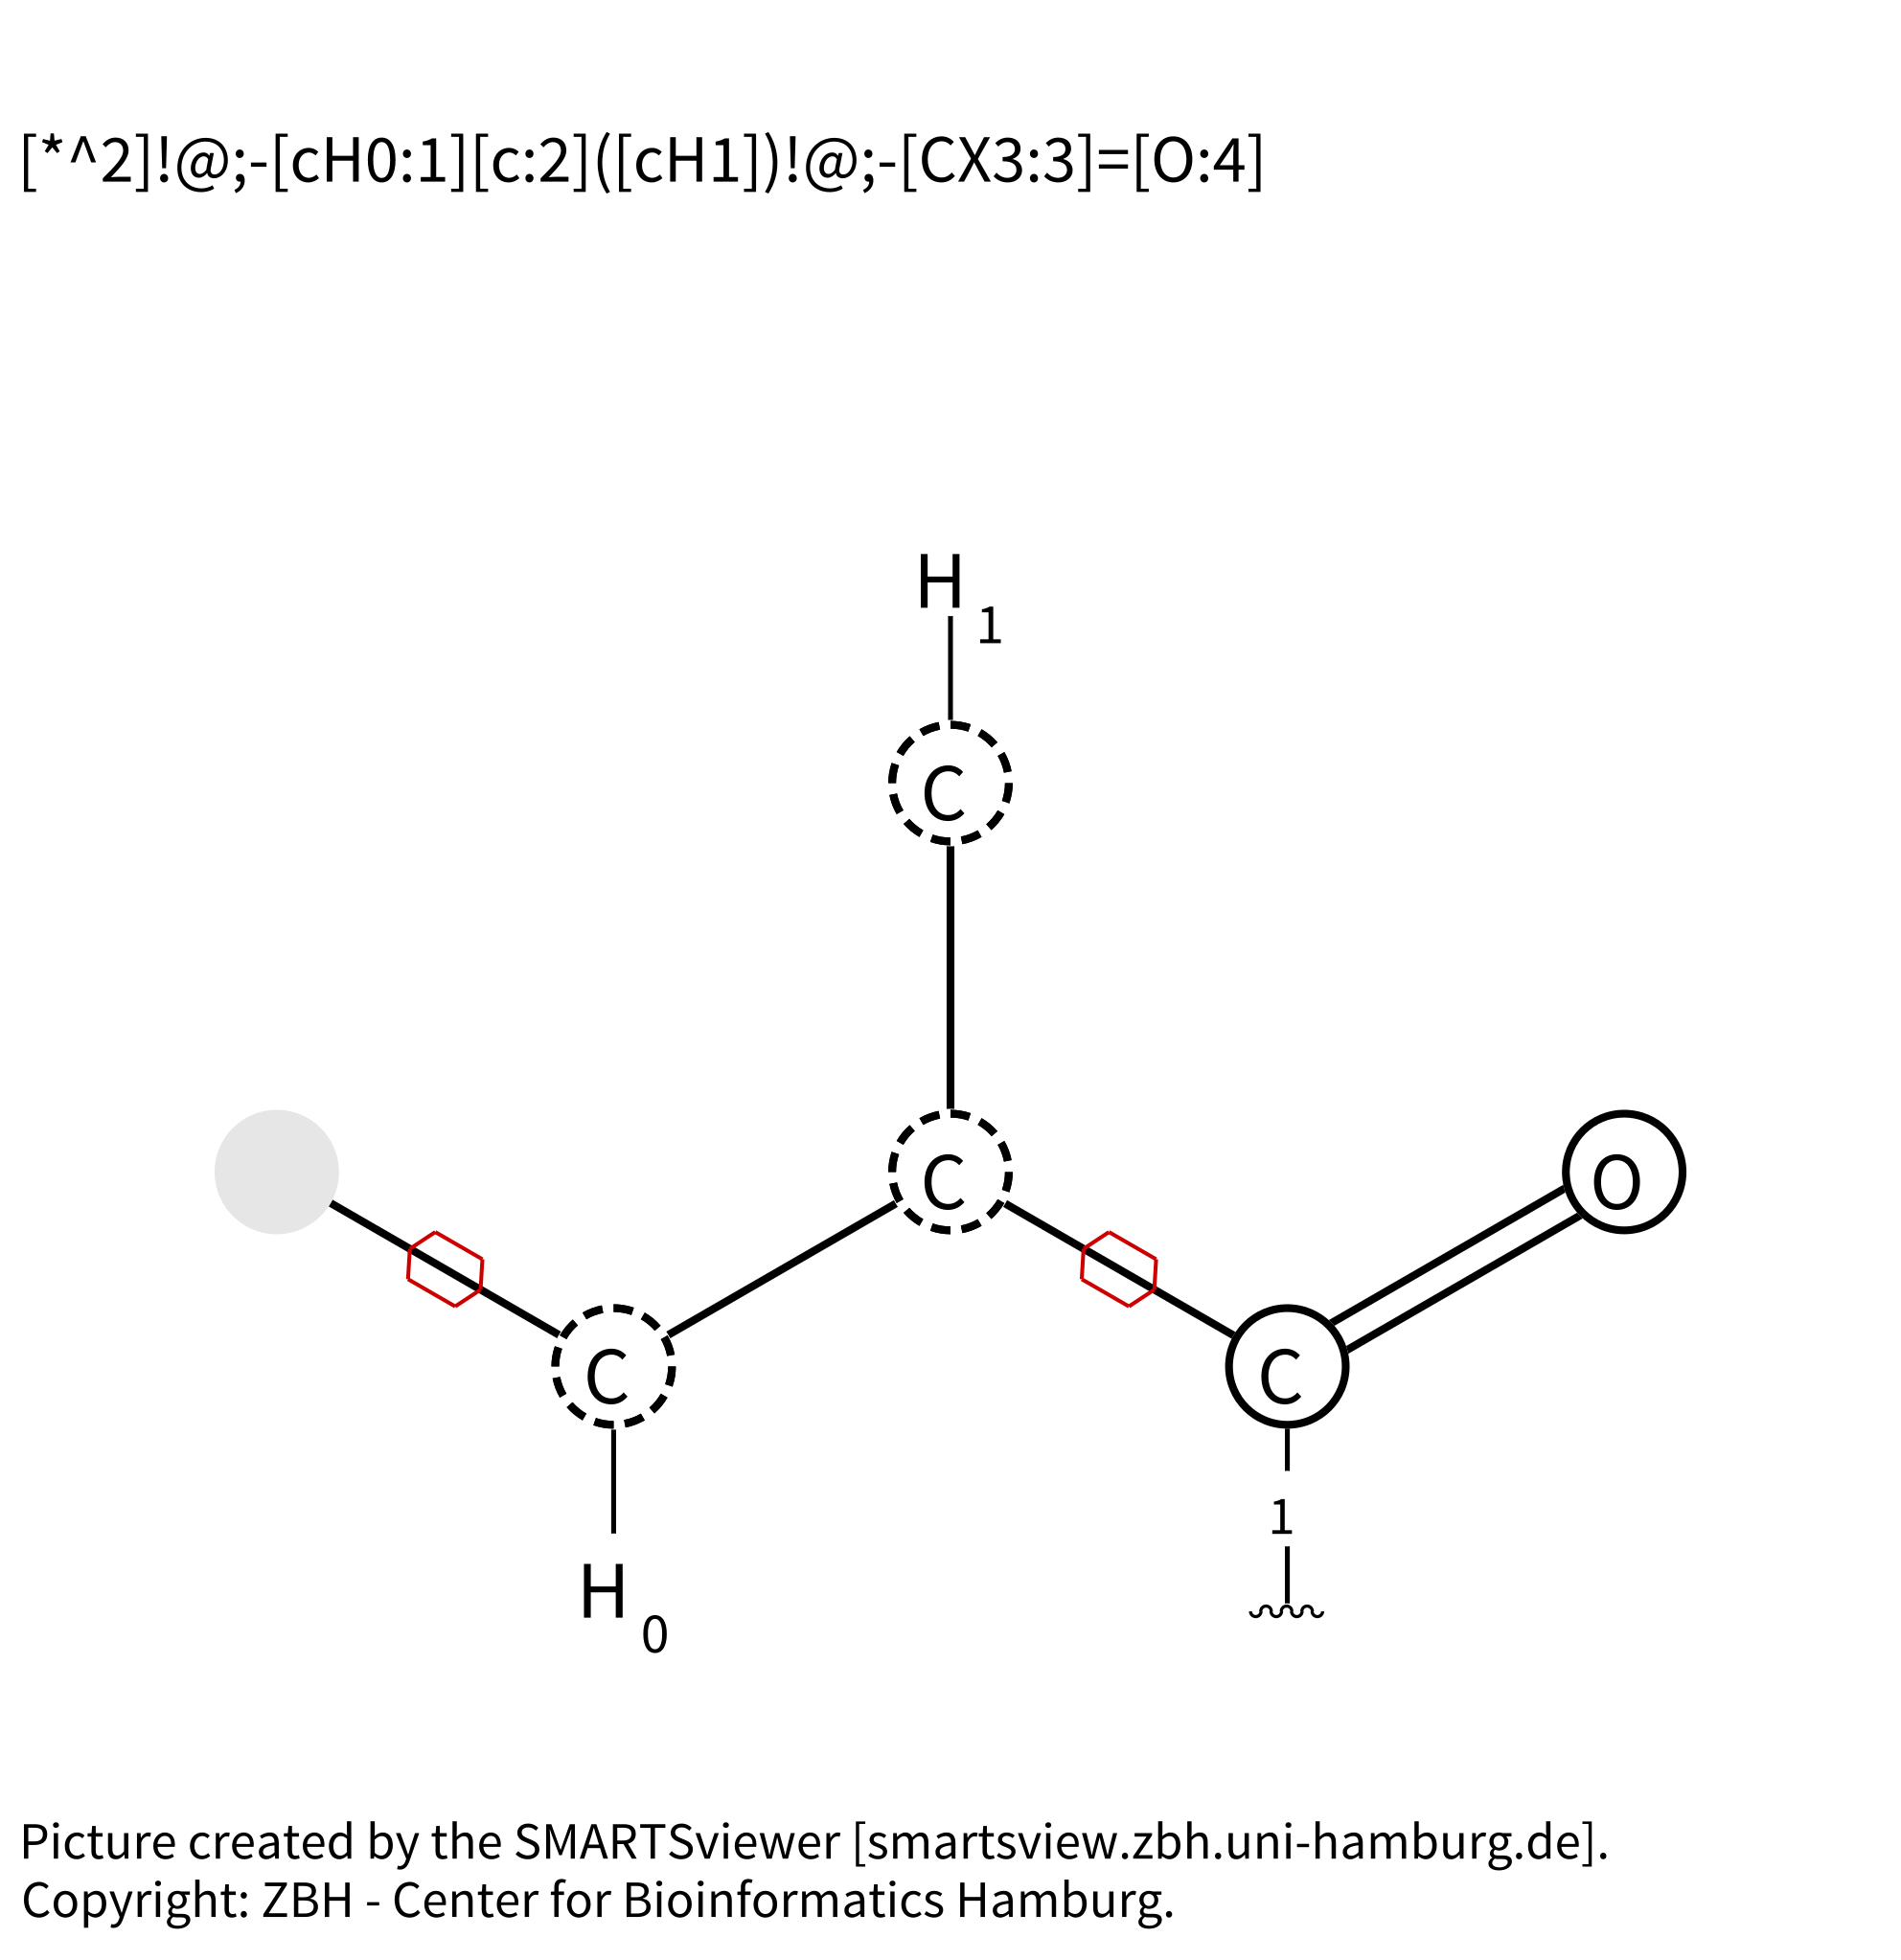 [*^2]!@;-[cH0:1][c:2]([cH1])!@;-[CX3:3]=[O:4]
H 1
C
C
O
C
C
1
H 0
Picture created by the SMARTSviewer [smartsview.zbh.uni-hamburg.de].
Copyright: ZBH - Center for Bioinformatics Hamburg.